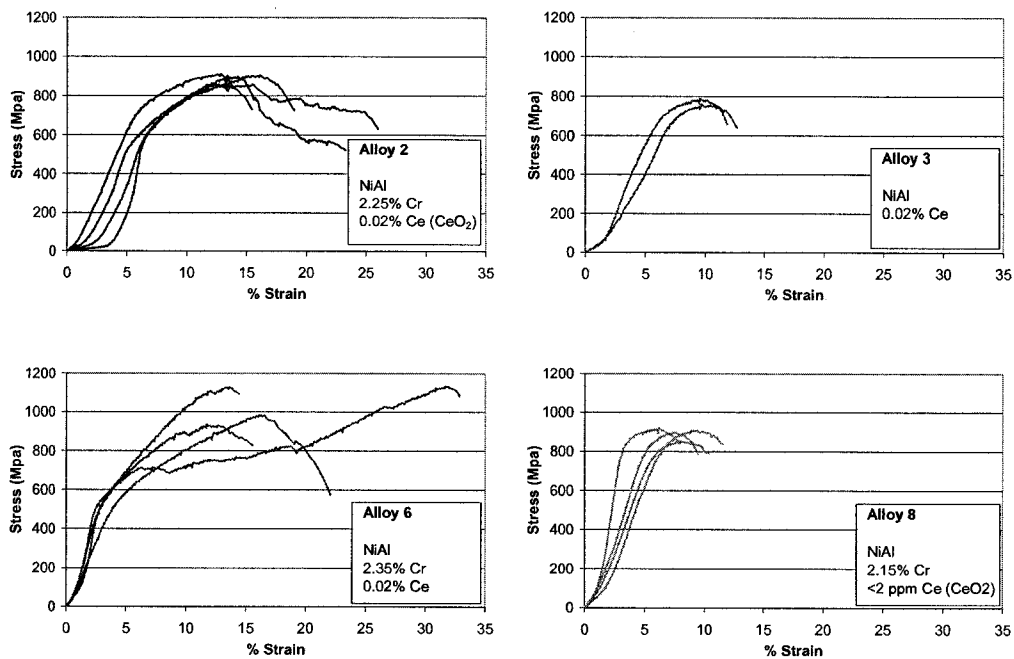 1200
1000
800
600
400
200
0
Stress (Mpa)
0 5 10 15 20 25 30 35
% Strain
Alloy 2
NiAl
2.25% Cr
0.02% Ce (CeO₂)
1200
1000
800
600
400
200
0
Stress (Mpa)
0 5 10 15 20 25 30 35
% Strain
Alloy 3
NiAl
0.02% Ce
1200
1000
800
600
400
200
0
Stress (Mpa)
0 5 10 15 20 25 30 35
% Strain
Alloy 6
NiAl
2.35% Cr
0.02% Ce
1200
1000
800
600
400
200
0
Stress (Mpa)
0 5 10 15 20 25 30 35
% Strain
Alloy 8
NiAl
2.15% Cr
<2 ppm Ce (CeO2)